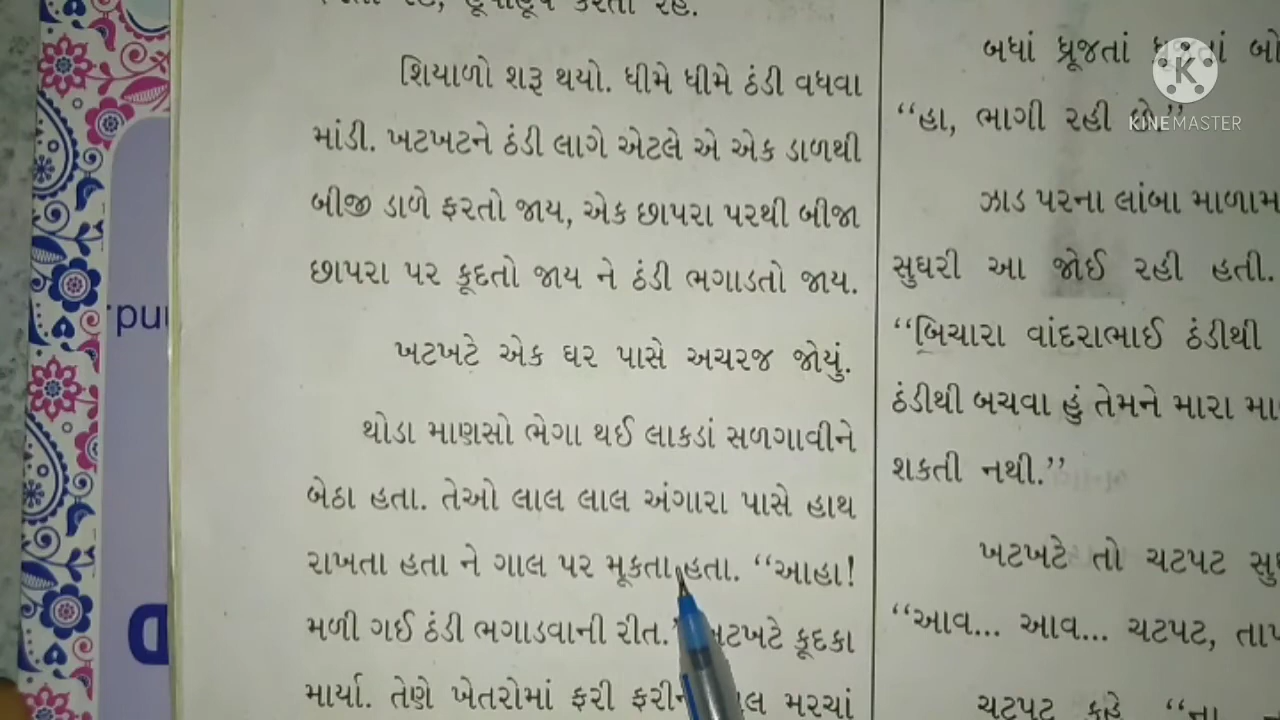 શિયાળો શરૂ થયો. ધીમે ધીમે ઠંડી વધવા
માંડી. ખટખટને ઠંડી લાગે એટલે એ એક ડાળથી
બીજી ડાળે ફરતો જાય, એક છાપરા પરથી બીજા
છાપરા પર કૂદતો જાય ને ઠંડી ભગાડતો જાય.
ખટખટે એક ઘર પાસે અચરજ જોયું.
થોડા માણસો ભેગા થઈ લાકડાં સળગાવીને
બેઠા હતા. તેઓ લાલ લાલ અંગારા પાસે હાથ
રાખતા હતા ને ગાલ પર મૂકતા હતા. “આહા!
મળી ગઈ ઠંડી ભગાડવાની રીત. કૂદકા
માર્યા. તેણે ખેતરોમાં ફરી મરચાં
બધાં ધ્રૂજતાં
“હા, ભાગી રહી છે.”
ઝાડ પરના લાંબા
સુઘરી આ જોઈ રહી હતી.
“બિચારા વાંદરાભાઈ ઠંડીથી
ઠંડીથી બચવા હું તેમને મારા
શકતી નથી.”
ખટખટે તો ચટપટ
“આવ... આવ... ચટપટ,
ચટપટ કહે “ના
KINEMASTER
K
nd.
D